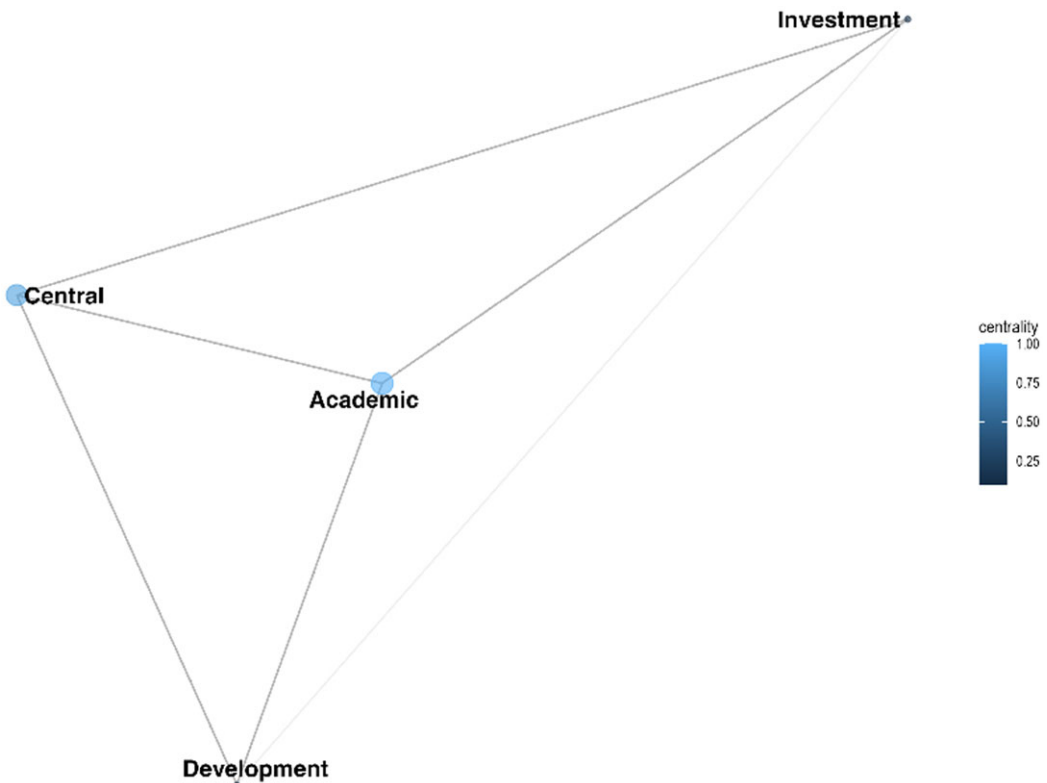 Investment
Central
Academic
Development
centrality
1.00
0.75
0.50
0.25